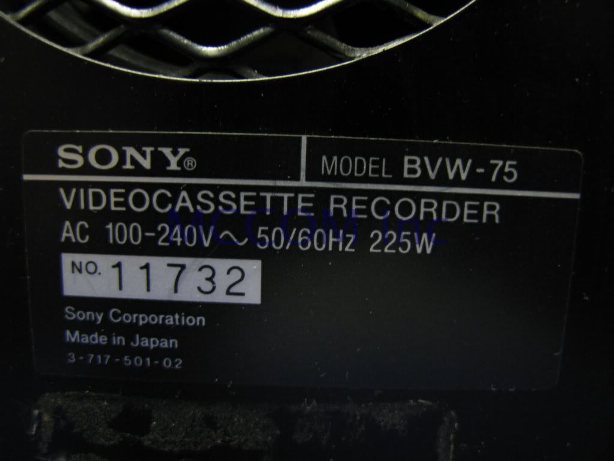 SONY® MODEL BVW-75
VIDEOCASSETTE RECORDER
AC 100-240V ~ 50/60Hz 225W
NO. 11732
Sony Corporation
Made in Japan
3-717-501-02